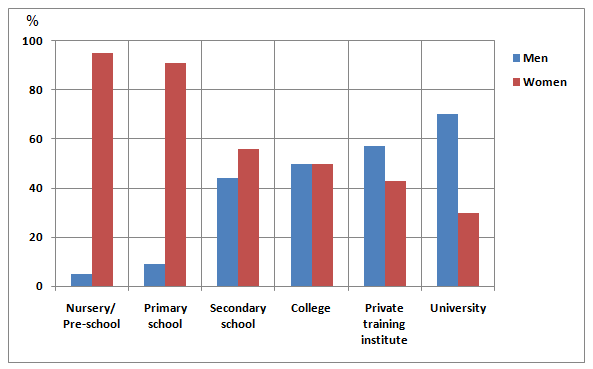 %
100
80
60
40
20
0
Men
Women
Nursery/
Pre-school
Primary
school
Secondary
school
College
Private
training
institute
University